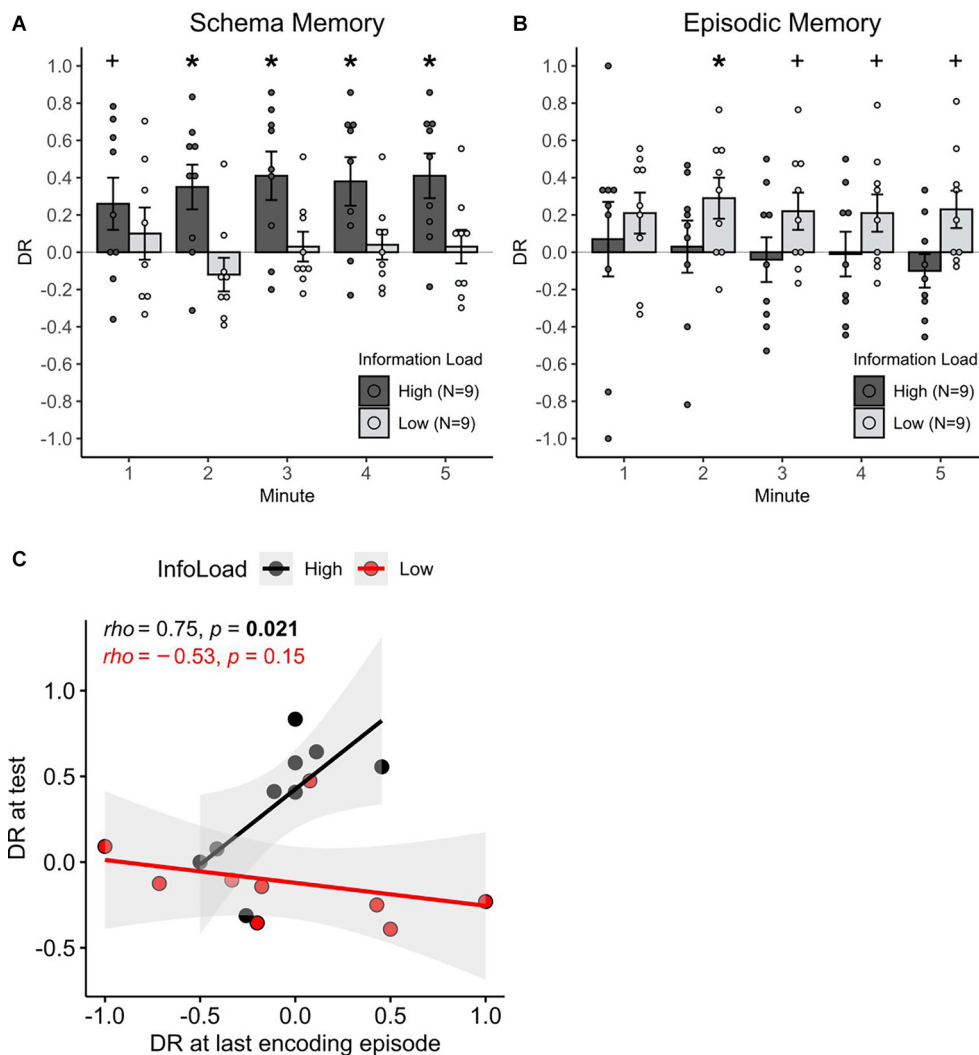 A
Schema Memory
+ * * * *
DR
1.0
0.8
0.6
0.4
0.2
0.0
-0.2
-0.4
-0.6
-0.8
-1.0
Information Load
High (N=9)
Low (N=9)
1 2 3 4 5
Minute
B
Episodic Memory
* + + +
DR
1.0
0.8
0.6
0.4
0.2
0.0
-0.2
-0.4
-0.6
-0.8
-1.0
Information Load
High (N=9)
Low (N=9)
1 2 3 4 5
Minute
C
InfoLoad High Low
rho = 0.75, p = 0.021
rho = −0.53, p = 0.15
DR at test
1.0
0.5
0.0
-0.5
-1.0 -0.5 0.0 0.5 1.0
DR at last encoding episode